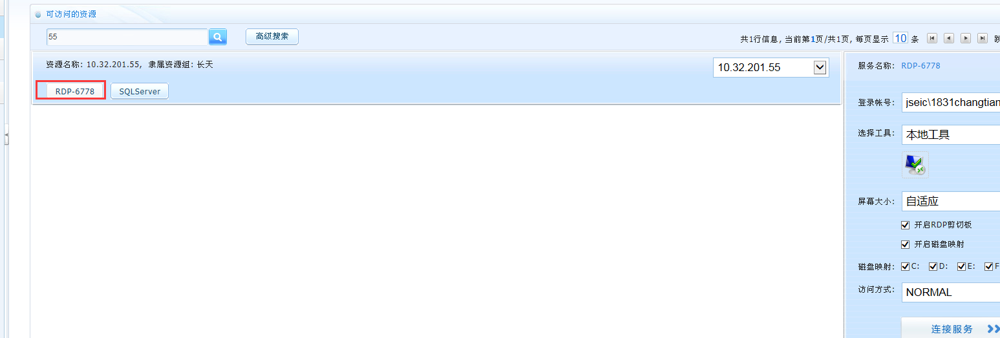 可访问的资源
55
高级搜索
共1行信息, 当前第1页/共1页, 每页显示 10 条
资源名称: 10.32.201.55, 隶属资源组: 长天
10.32.201.55
RDP-6778
SQLServer
服务名称: RDP-6778
登录帐号: jseic\1831changtian
选择工具: 本地工具
屏幕大小: 自适应
开启RDP剪切板
开启磁盘映射
磁盘映射: C: D: E: F
访问方式: NORMAL
连接服务